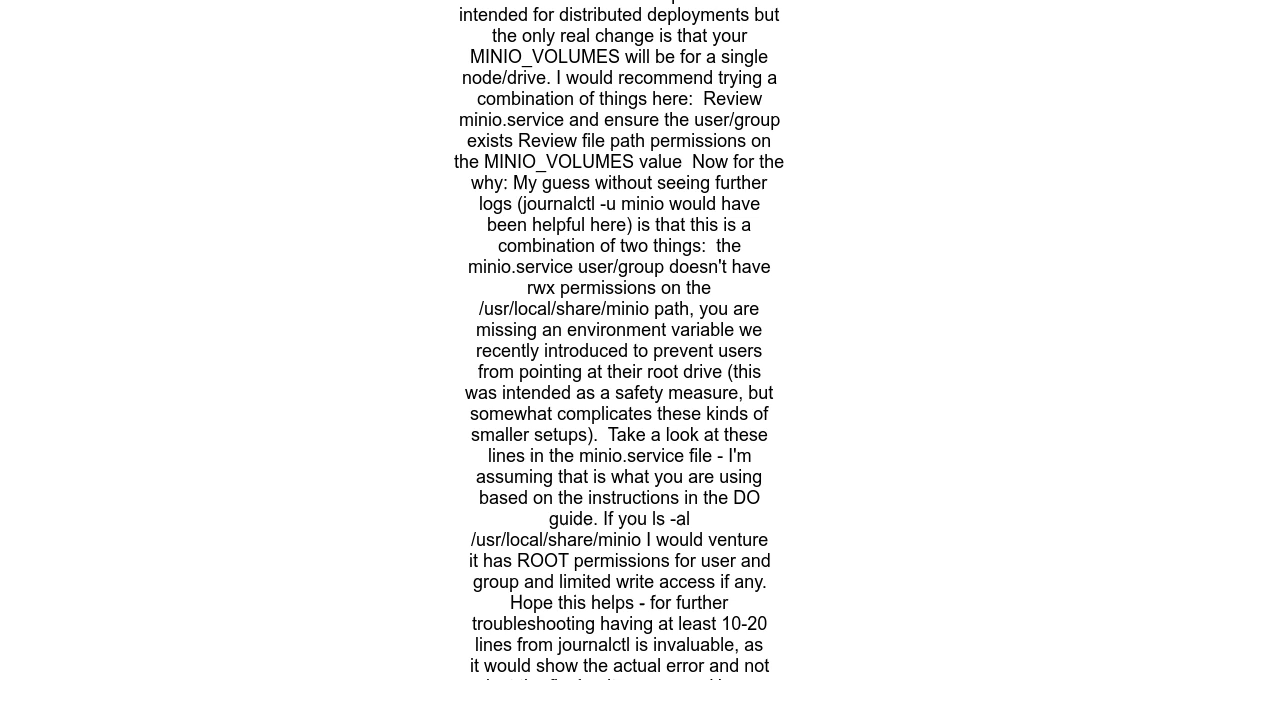 intended for distributed deployments but
the only real change is that your
MINIO_VOLUMES will be for a single
node/drive. I would recommend trying a
combination of things here:  Review
minio.service and ensure the user/group
exists Review file path permissions on
the MINIO_VOLUMES value  Now for the
why: My guess without seeing further
logs (journalctl -u minio would have
been helpful here) is that this is a
combination of two things:  the
minio.service user/group doesn't have
rwx permissions on the
/usr/local/share/minio path, you are
missing an environment variable we
recently introduced to prevent users
from pointing at their root drive (this
was intended as a safety measure, but
somewhat complicates these kinds of
smaller setups).  Take a look at these
lines in the minio.service file - I'm
assuming that is what you are using
based on the instructions in the DO
guide. If you ls -al
/usr/local/share/minio I would venture
it has ROOT permissions for user and
group and limited write access if any.
Hope this helps - for further
troubleshooting having at least 10-20
lines from journalctl is invaluable, as
it would show the actual error and not